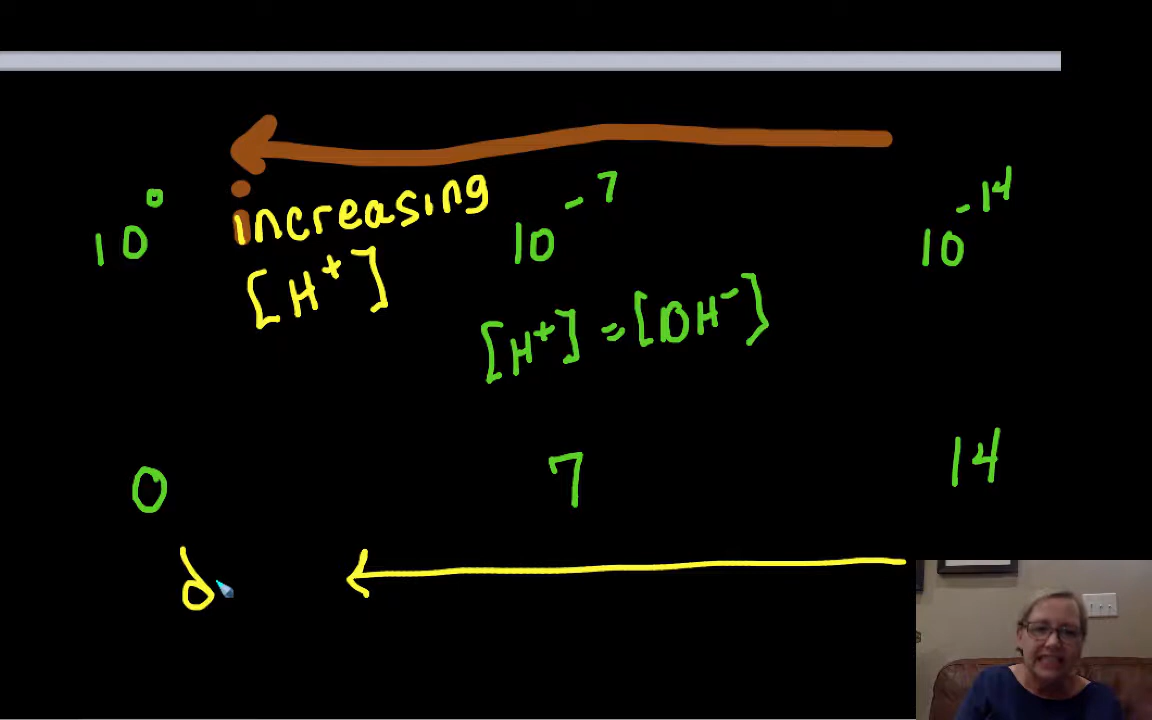 10⁰ increasing 10⁻⁷ 10⁻¹⁴
[H⁺]
[H⁺] = [OH⁻]
0 7 14
d